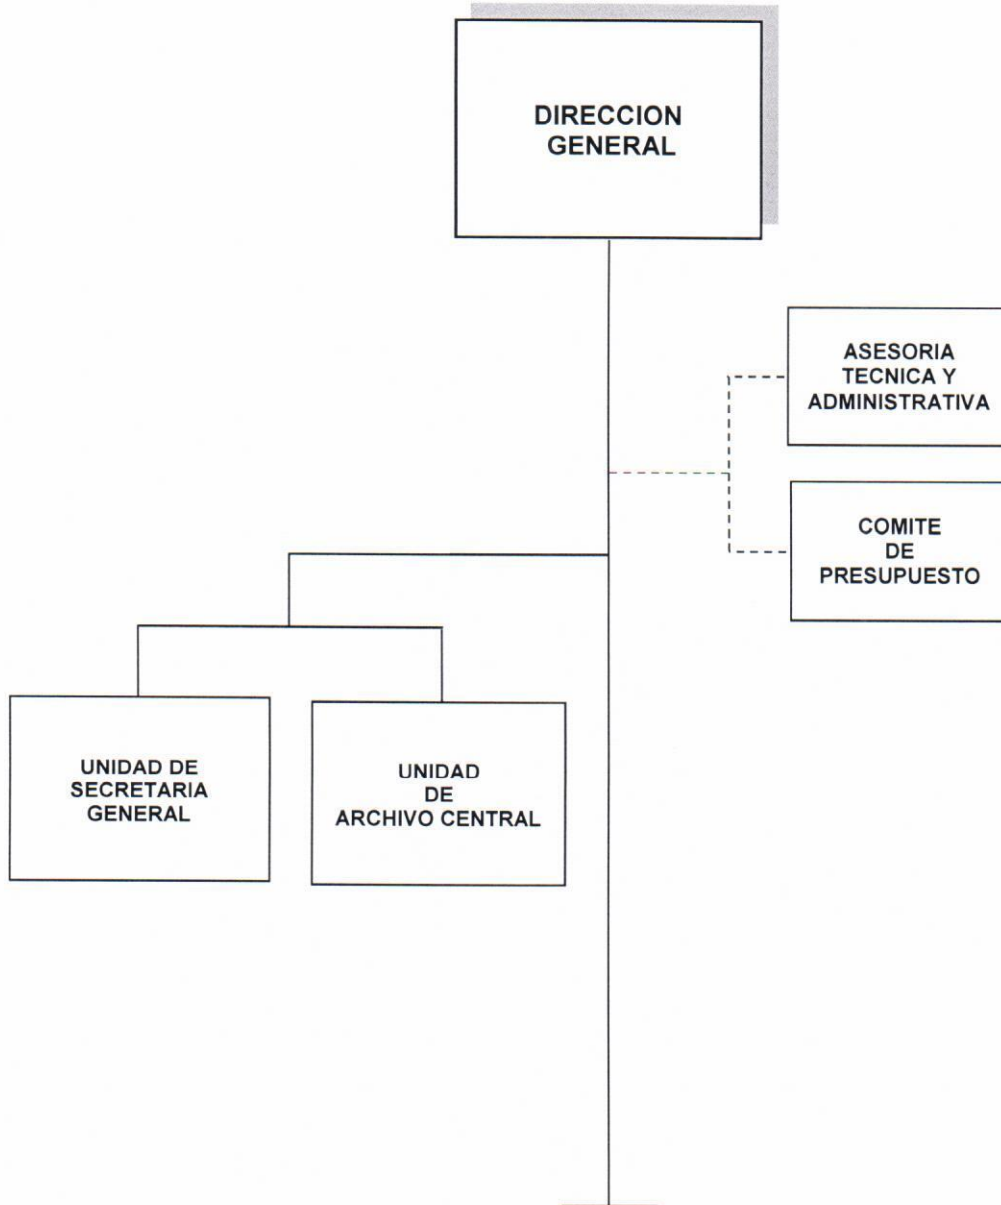 DIRECCION
GENERAL
ASESORIA
TECNICA Y
ADMINISTRATIVA
COMITE
DE
PRESUPUESTO
UNIDAD DE
SECRETARIA
GENERAL
UNIDAD
DE
ARCHIVO CENTRAL